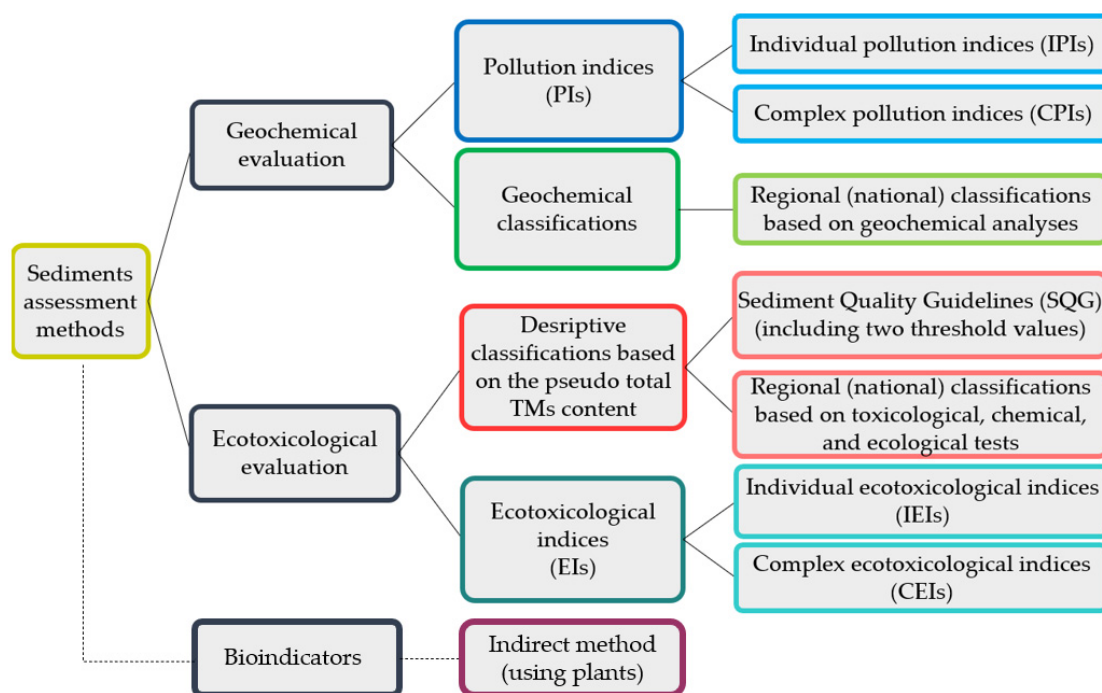 Sediments
assessment
methods
Geochemical
evaluation
Pollution indices
(PIs)
Individual pollution indices (IPIs)
Complex pollution indices (CPIs)
Geochemical
classifications
Regional (national) classifications
based on geochemical analyses
Ecotoxicological
evaluation
Desriptive
classifications based
on the pseudo total
TMs content
Sediment Quality Guidelines (SQG)
(including two threshold values)
Regional (national) classifications
based on toxicological, chemical,
and ecological tests
Ecotoxicological
indices
(EIs)
Individual ecotoxicological indices
(IEIs)
Complex ecotoxicological indices
(CEIs)
Bioindicators
Indirect method
(using plants)